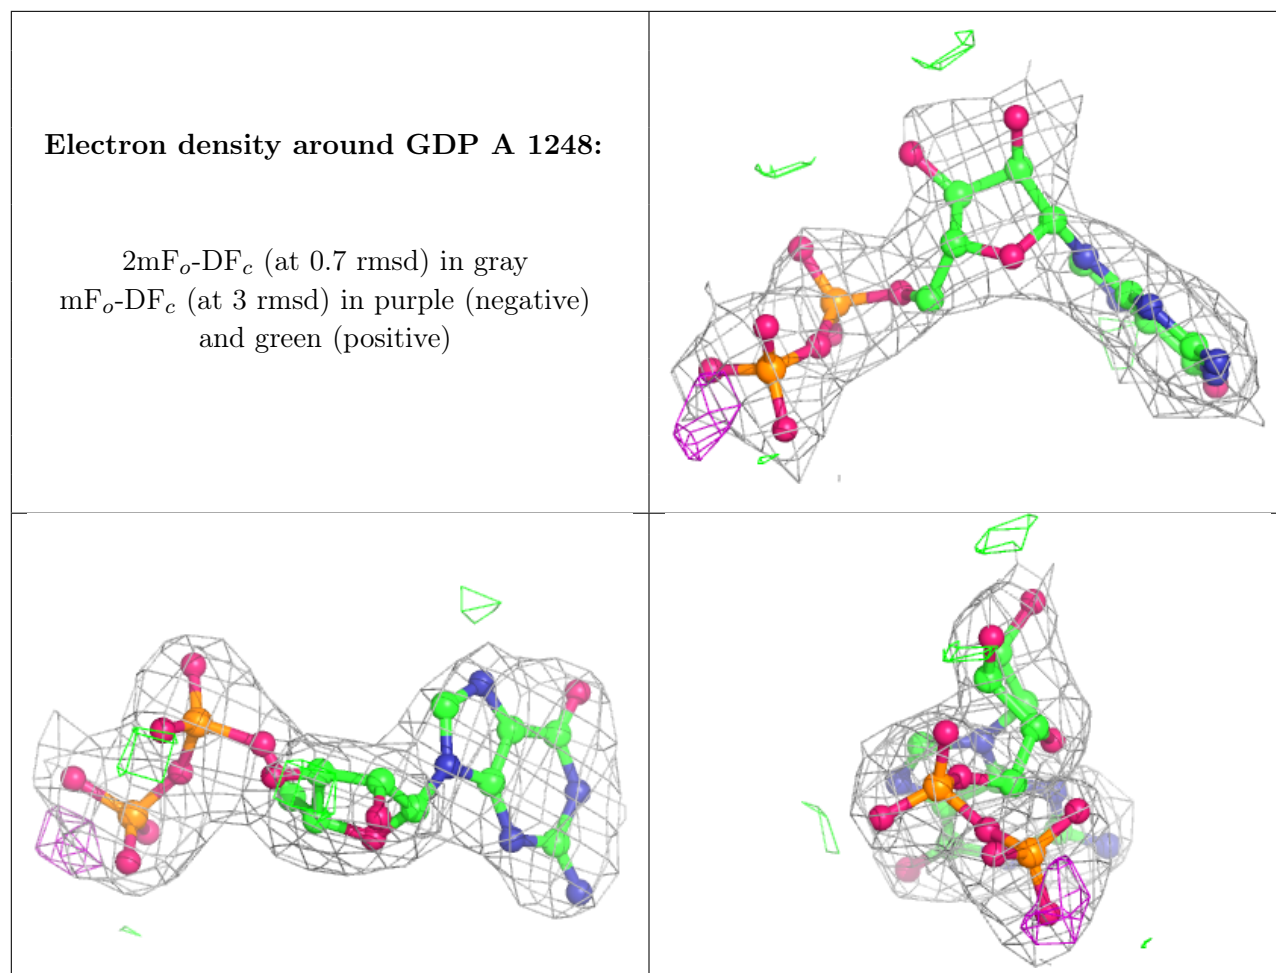 Electron density around GDP A 1248:
2mFo-DFc (at 0.7 rmsd) in gray
mFo-DFc (at 3 rmsd) in purple (negative)
and green (positive)